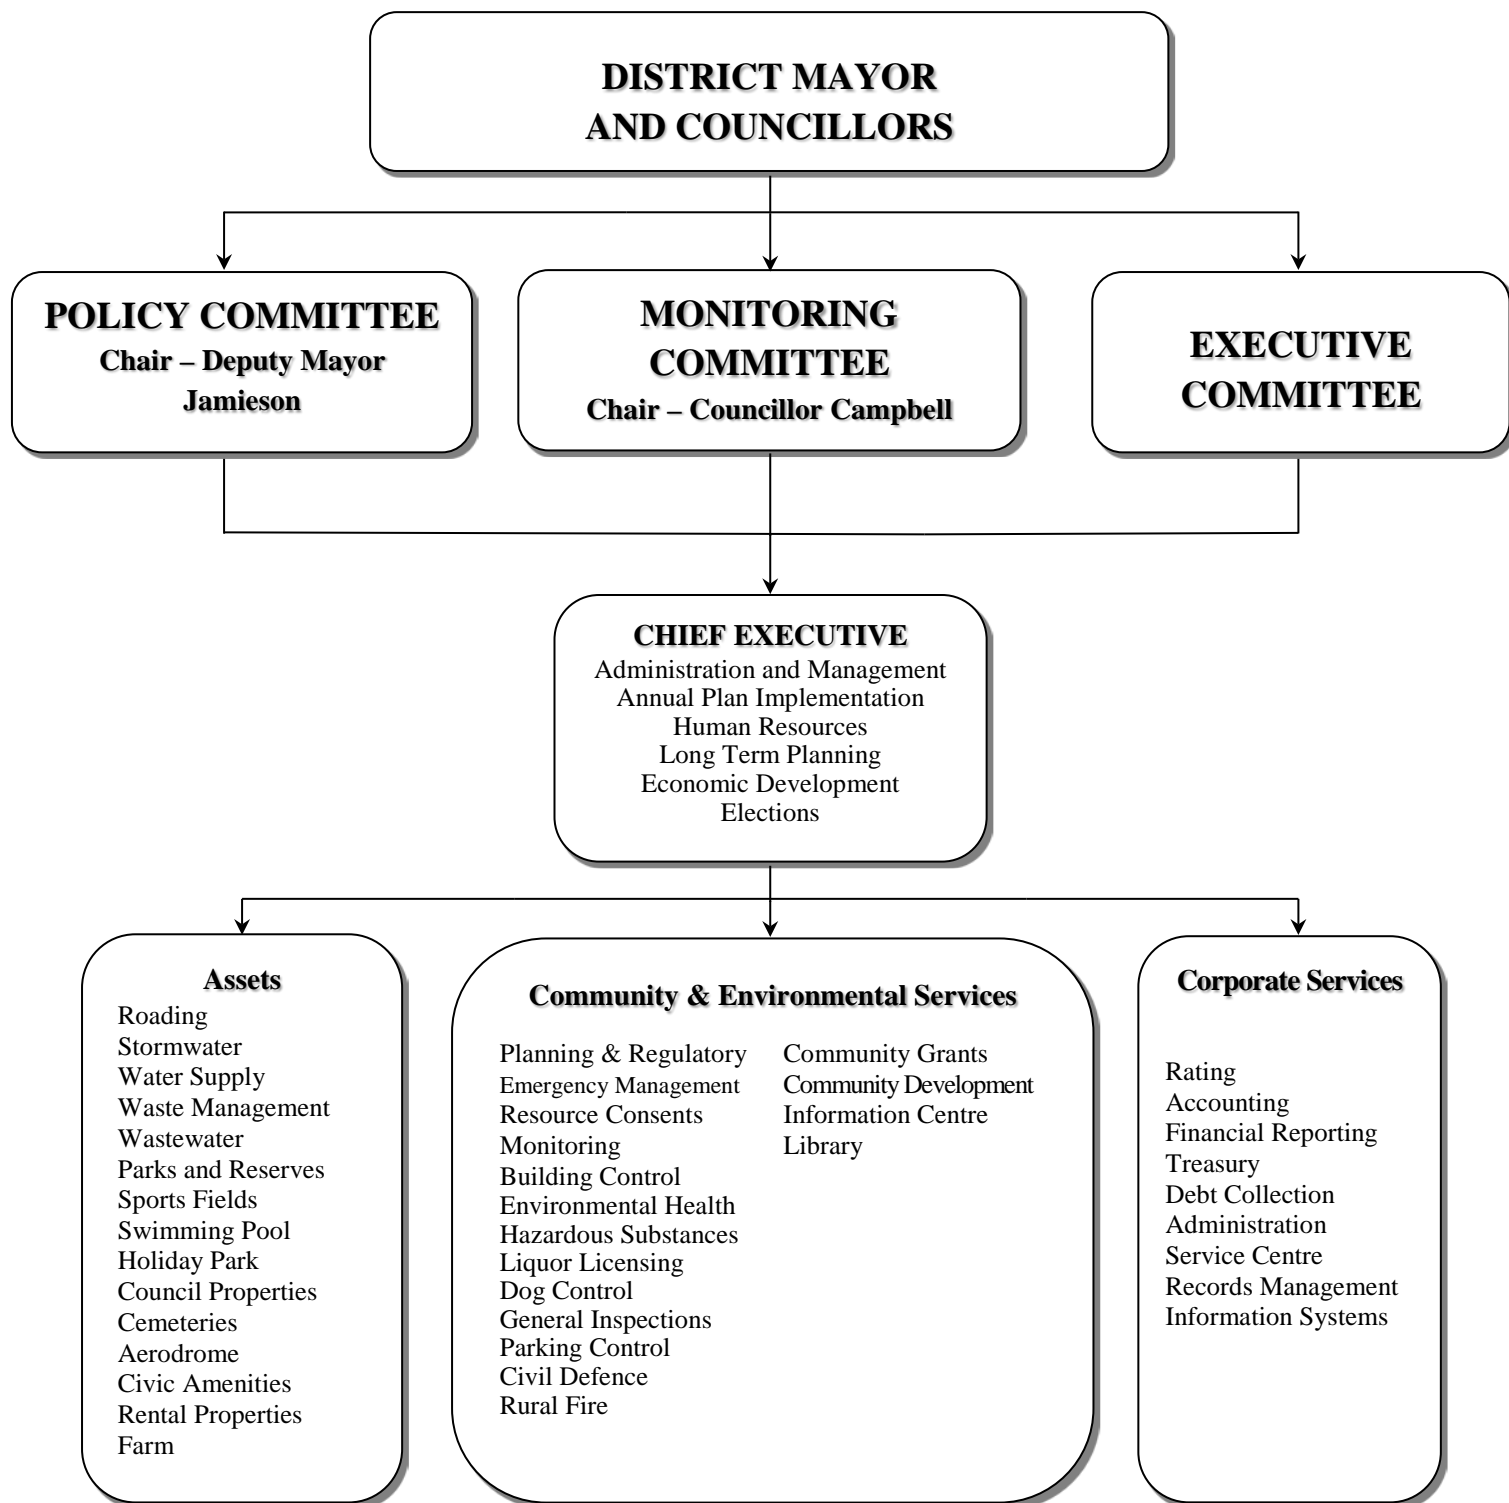 DISTRICT MAYOR
AND COUNCILLORS
POLICY COMMITTEE
Chair – Deputy Mayor
Jamieson
MONITORING
COMMITTEE
Chair – Councillor Campbell
EXECUTIVE
COMMITTEE
CHIEF EXECUTIVE
Administration and Management
Annual Plan Implementation
Human Resources
Long Term Planning
Economic Development
Elections
Assets
Roading
Stormwater
Water Supply
Waste Management
Wastewater
Parks and Reserves
Sports Fields
Swimming Pool
Holiday Park
Council Properties
Cemeteries
Aerodrome
Civic Amenities
Rental Properties
Farm
Community & Environmental Services
Planning & Regulatory
Emergency Management
Resource Consents
Monitoring
Building Control
Environmental Health
Hazardous Substances
Liquor Licensing
Dog Control
General Inspections
Parking Control
Civil Defence
Rural Fire
Community Grants
Community Development
Information Centre
Library
Corporate Services
Rating
Accounting
Financial Reporting
Treasury
Debt Collection
Administration
Service Centre
Records Management
Information Systems